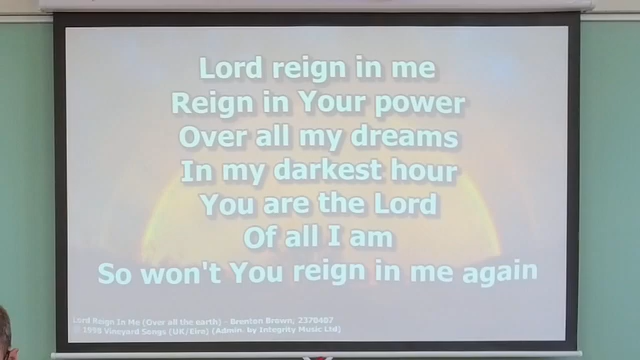 Lord reign in me
Reign in Your power
Over all my dreams
In my darkest hour
You are the Lord
Of all I am
So won't You reign in me again
Lord Reign In Me (Over all the earth) - Brenton Brown, 2370407
© 1998 Vineyard Songs (UK/Eire) (Admin. by Integrity Music Ltd)